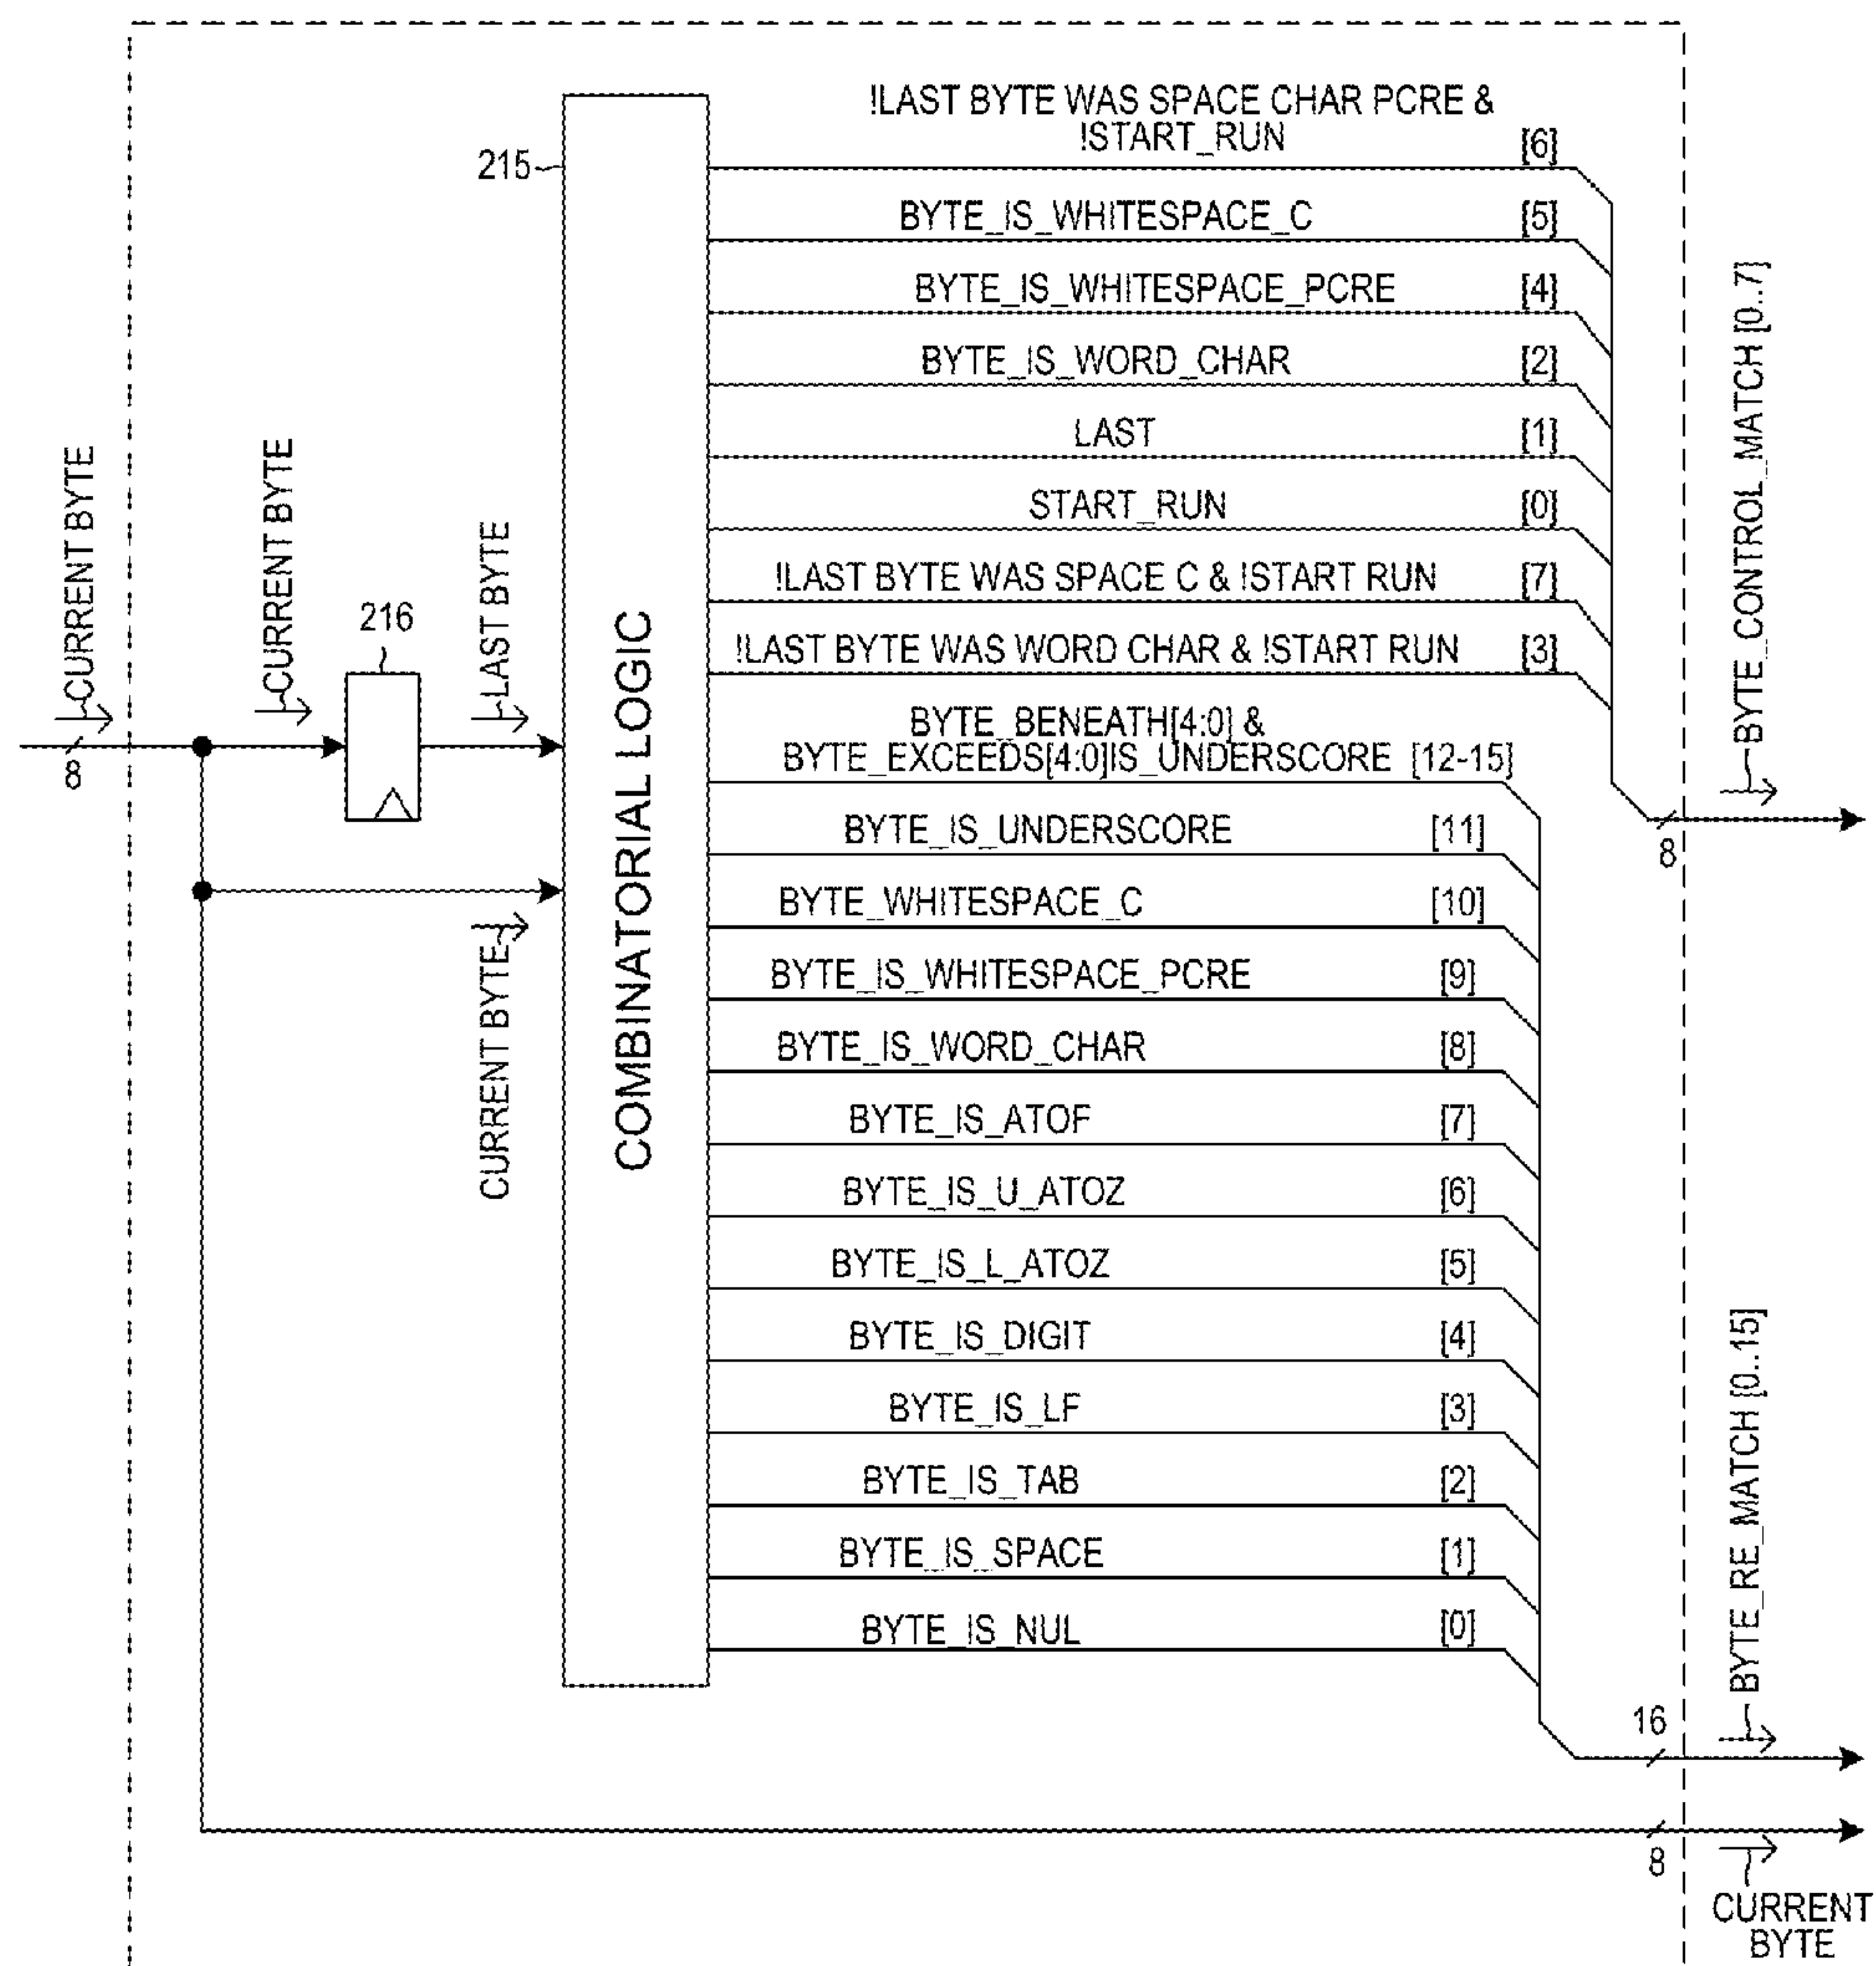 !LAST BYTE WAS SPACE CHAR PCRE &
!START_RUN [6]
215
BYTE_IS_WHITESPACE_C [5]
BYTE_IS_WHITESPACE_PCRE [4]
BYTE_IS_WORD_CHAR [2]
LAST [1]
START_RUN [0]
!LAST BYTE WAS SPACE C & !START RUN [7]
!LAST BYTE WAS WORD CHAR & !START RUN [3]
BYTE_BENEATH[4:0] &
BYTE_EXCEEDS[4:0]IS_UNDERSCORE [12-15]
BYTE_IS_UNDERSCORE [11]
BYTE_WHITESPACE_C [10]
BYTE_IS_WHITESPACE_PCRE [9]
BYTE_IS_WORD_CHAR [8]
BYTE_IS_ATOF [7]
BYTE_IS_U_ATOZ [6]
BYTE_IS_L_ATOZ [5]
BYTE_IS_DIGIT [4]
BYTE_IS_LF [3]
BYTE_IS_TAB [2]
BYTE_IS_SPACE [1]
BYTE_IS_NUL [0]
CURRENT BYTE
8
CURRENT BYTE
216
LAST BYTE
CURRENT BYTE
COMBINATORIAL LOGIC
BYTE_CONTROL_MATCH [0..7]
8
BYTE_RE_MATCH [0..15]
16
8
CURRENT
BYTE